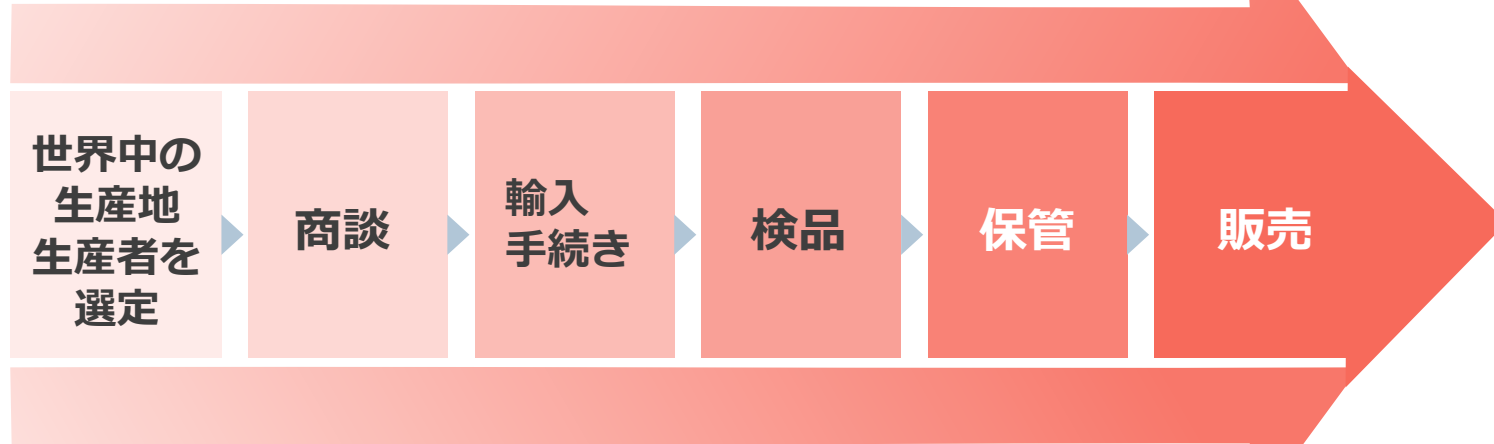 世界中の
生産地
生産者を
選定
商談
輸入
手続き
検品
保管
販売